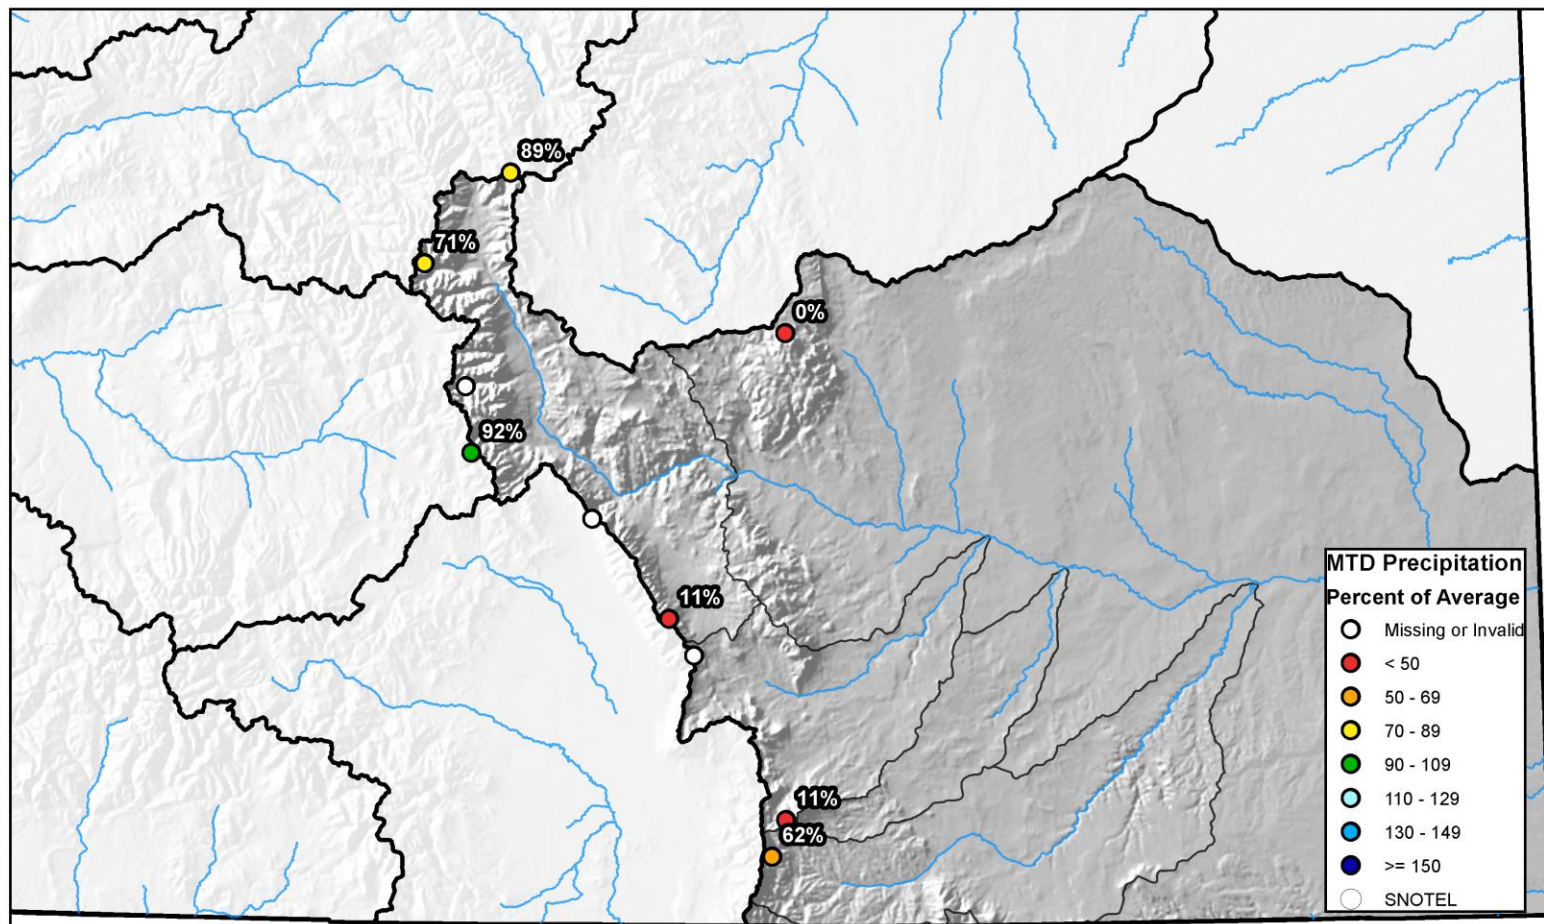 89%
71%
0%
92%
11%
11%
62%
MTD Precipitation
Percent of Average
Missing or Invalid
< 50
50 - 69
70 - 89
90 - 109
110 - 129
130 - 149
>= 150
SNOTEL